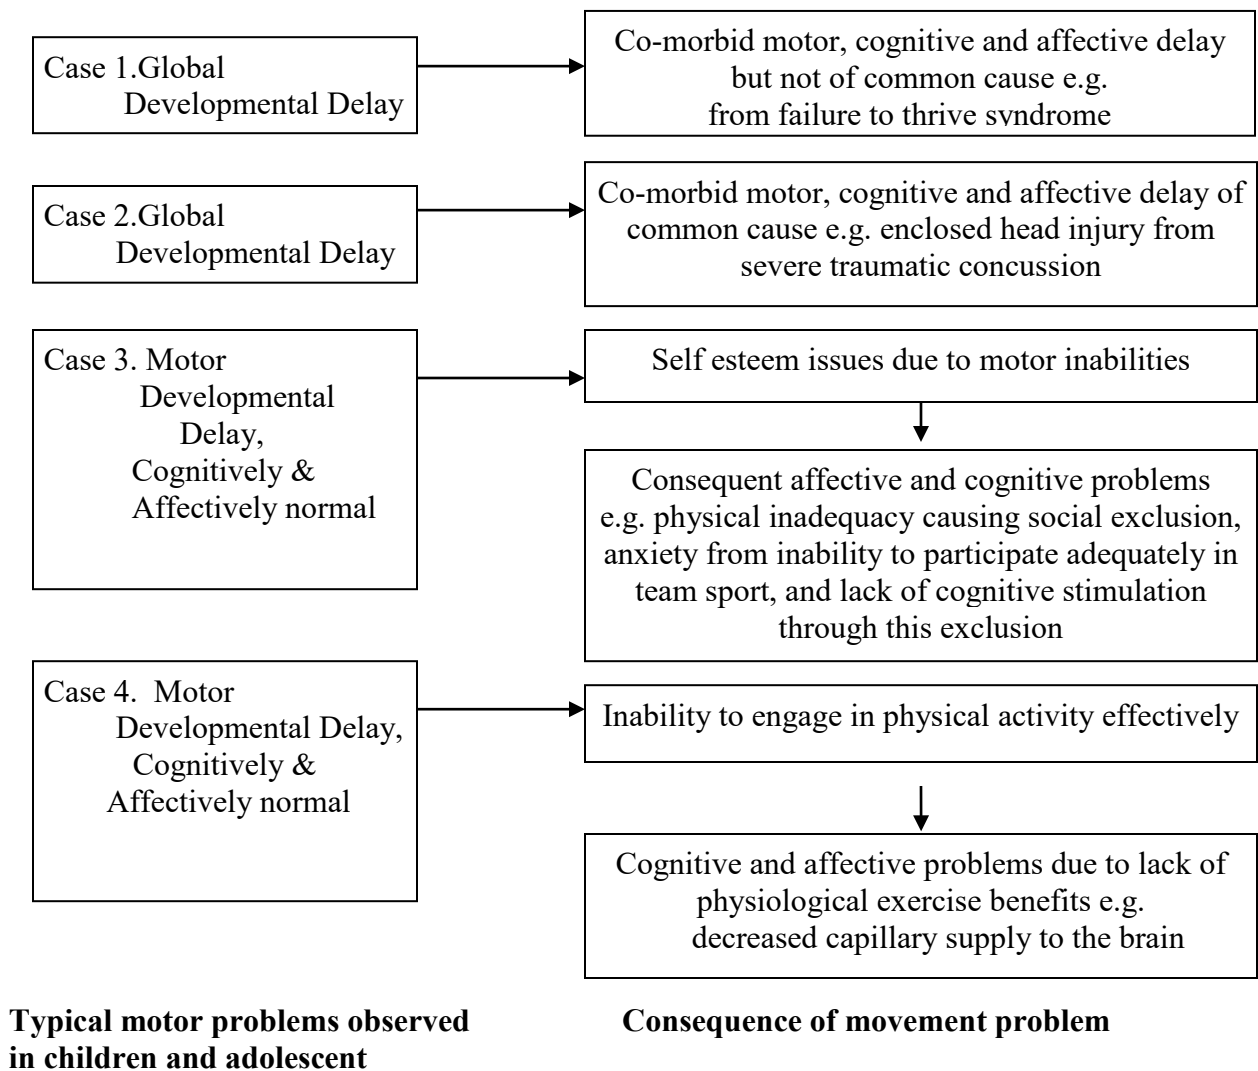 Case 1.Global
Developmental Delay
Co-morbid motor, cognitive and affective delay
but not of common cause e.g.
from failure to thrive syndrome
Case 2.Global
Developmental Delay
Co-morbid motor, cognitive and affective delay of
common cause e.g. enclosed head injury from
severe traumatic concussion
Case 3. Motor
Developmental
Delay,
Cognitively &
Affectively normal
Self esteem issues due to motor inabilities
Consequent affective and cognitive problems
e.g. physical inadequacy causing social exclusion,
anxiety from inability to participate adequately in
team sport, and lack of cognitive stimulation
through this exclusion
Case 4.  Motor
Developmental Delay,
Cognitively &
Affectively normal
Inability to engage in physical activity effectively
Cognitive and affective problems due to lack of
physiological exercise benefits e.g.
decreased capillary supply to the brain
Typical motor problems observed
in children and adolescent
Consequence of movement problem